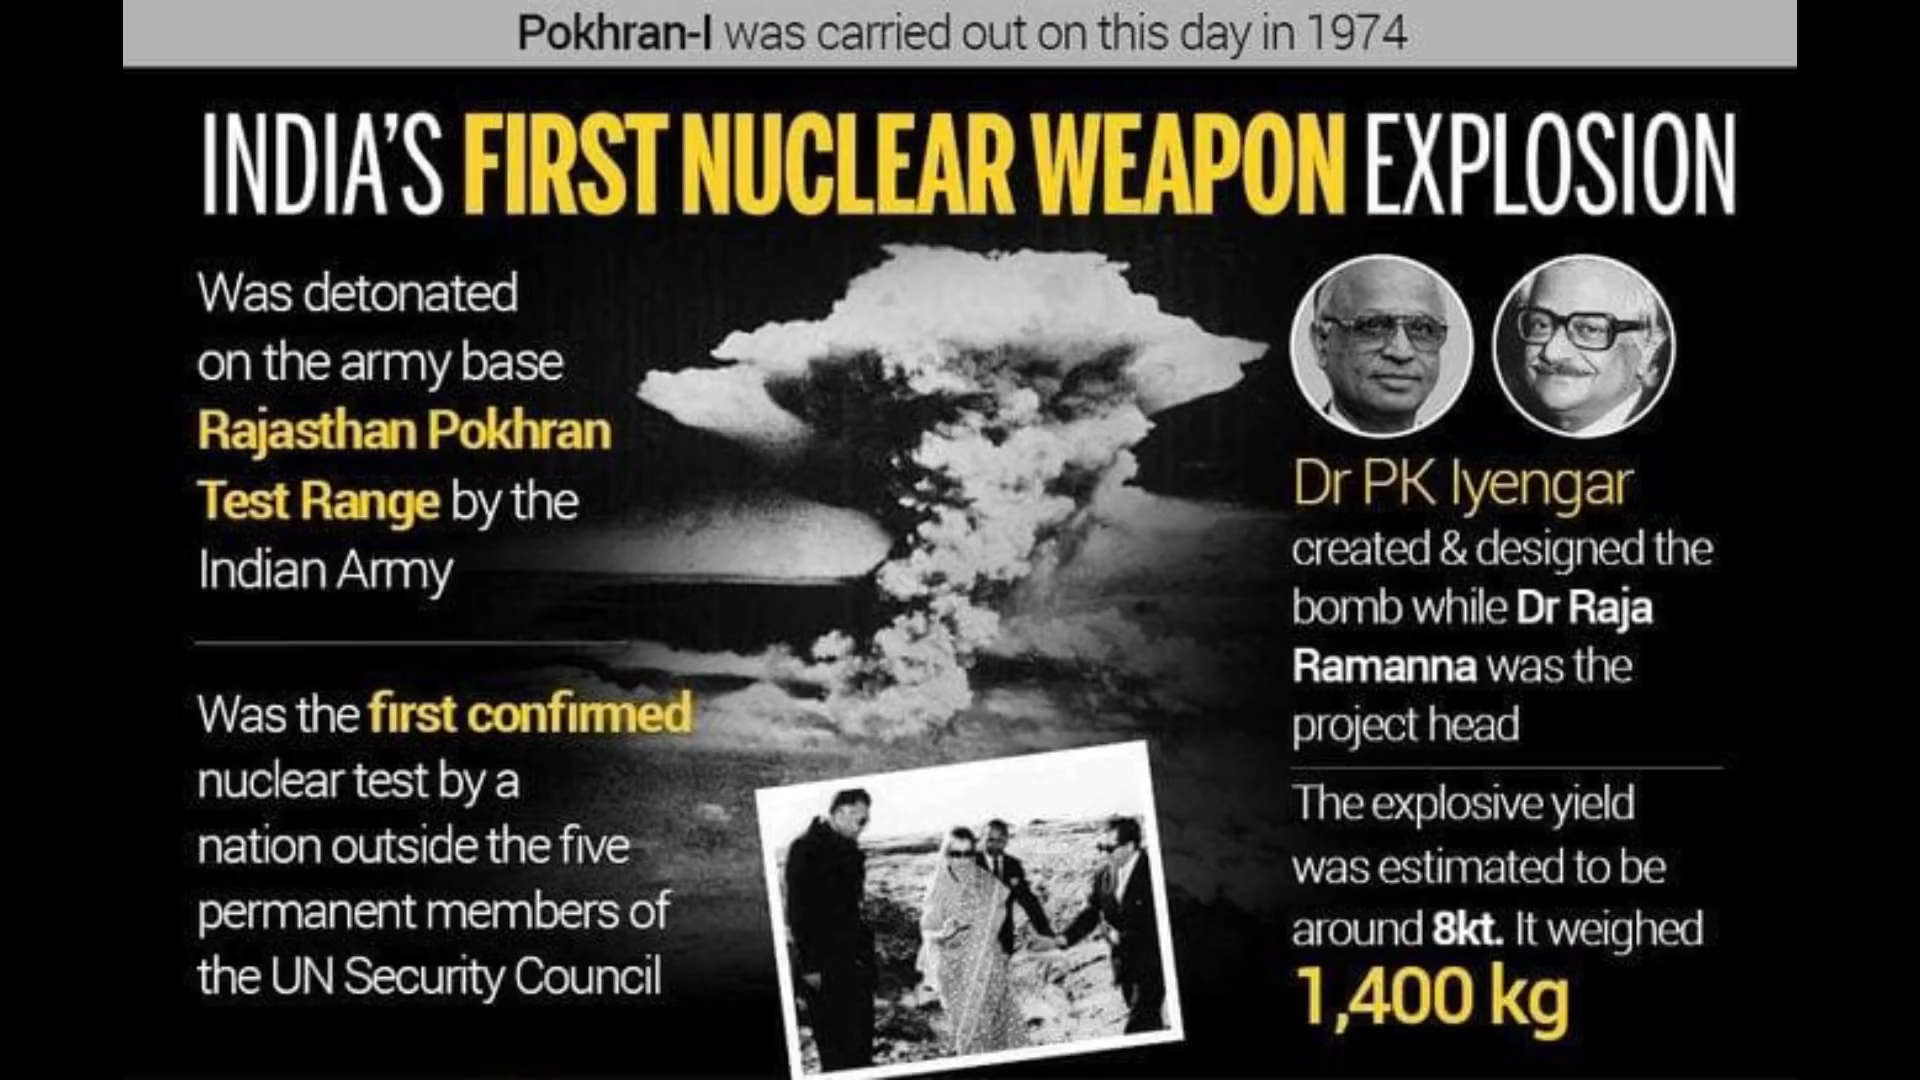 Pokhran-I was carried out on this day in 1974
INDIA'S FIRST NUCLEAR WEAPON EXPLOSION
Was detonated
on the army base
Rajasthan Pokhran
Test Range by the
Indian Army
Was the first confirmed
nuclear test by a
nation outside the five
permanent members of
the UN Security Council
Dr PK Iyengar
created & designed the
bomb while Dr Raja
Ramanna was the
project head
The explosive yield
was estimated to be
around 8kt. It weighed
1,400 kg